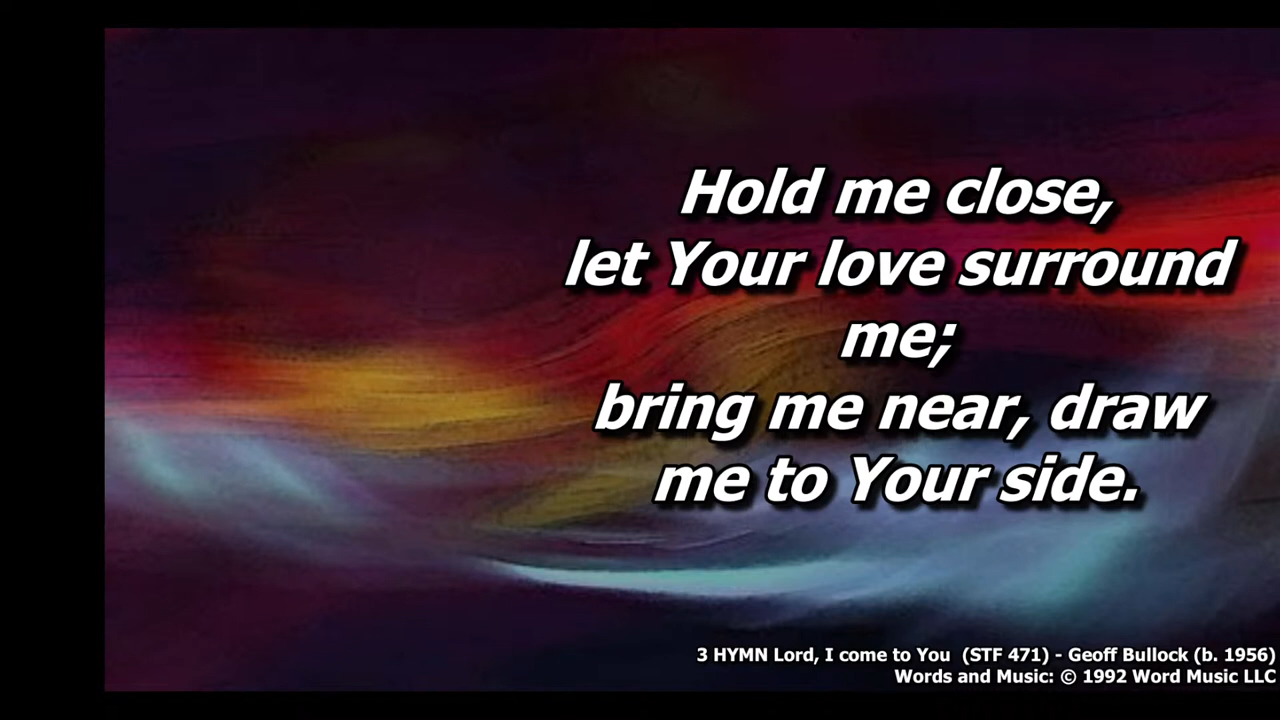 Hold me close,
let Your love surround
me;
bring me near, draw
me to Your side.
3 HYMN Lord, I come to You  (STF 471) - Geoff Bullock (b. 1956)
Words and Music: © 1992 Word Music LLC